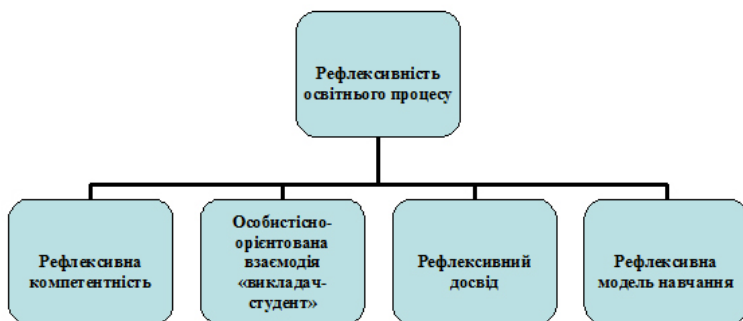 Рефлексивність
освітнього процесу
Рефлексивна
компетентність
Особистісно-
орієнтована
взаємодія
«викладач-
студент»
Рефлексивний
досвід
Рефлексивна
модель навчання